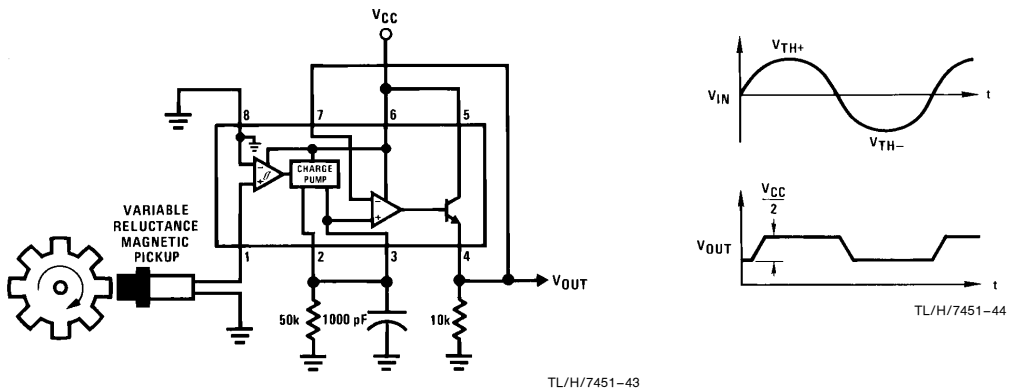 VCC
8
7
6
5
CHARGE
PUMP
−
+
−
+
VARIABLE
RELUCTANCE
MAGNETIC
PICKUP
1
2
3
4
VOUT
50k
1000 pF
10k
TL/H/7451–43
VTH+
VIN
t
VTH−
VCC
2
VOUT
t
TL/H/7451–44